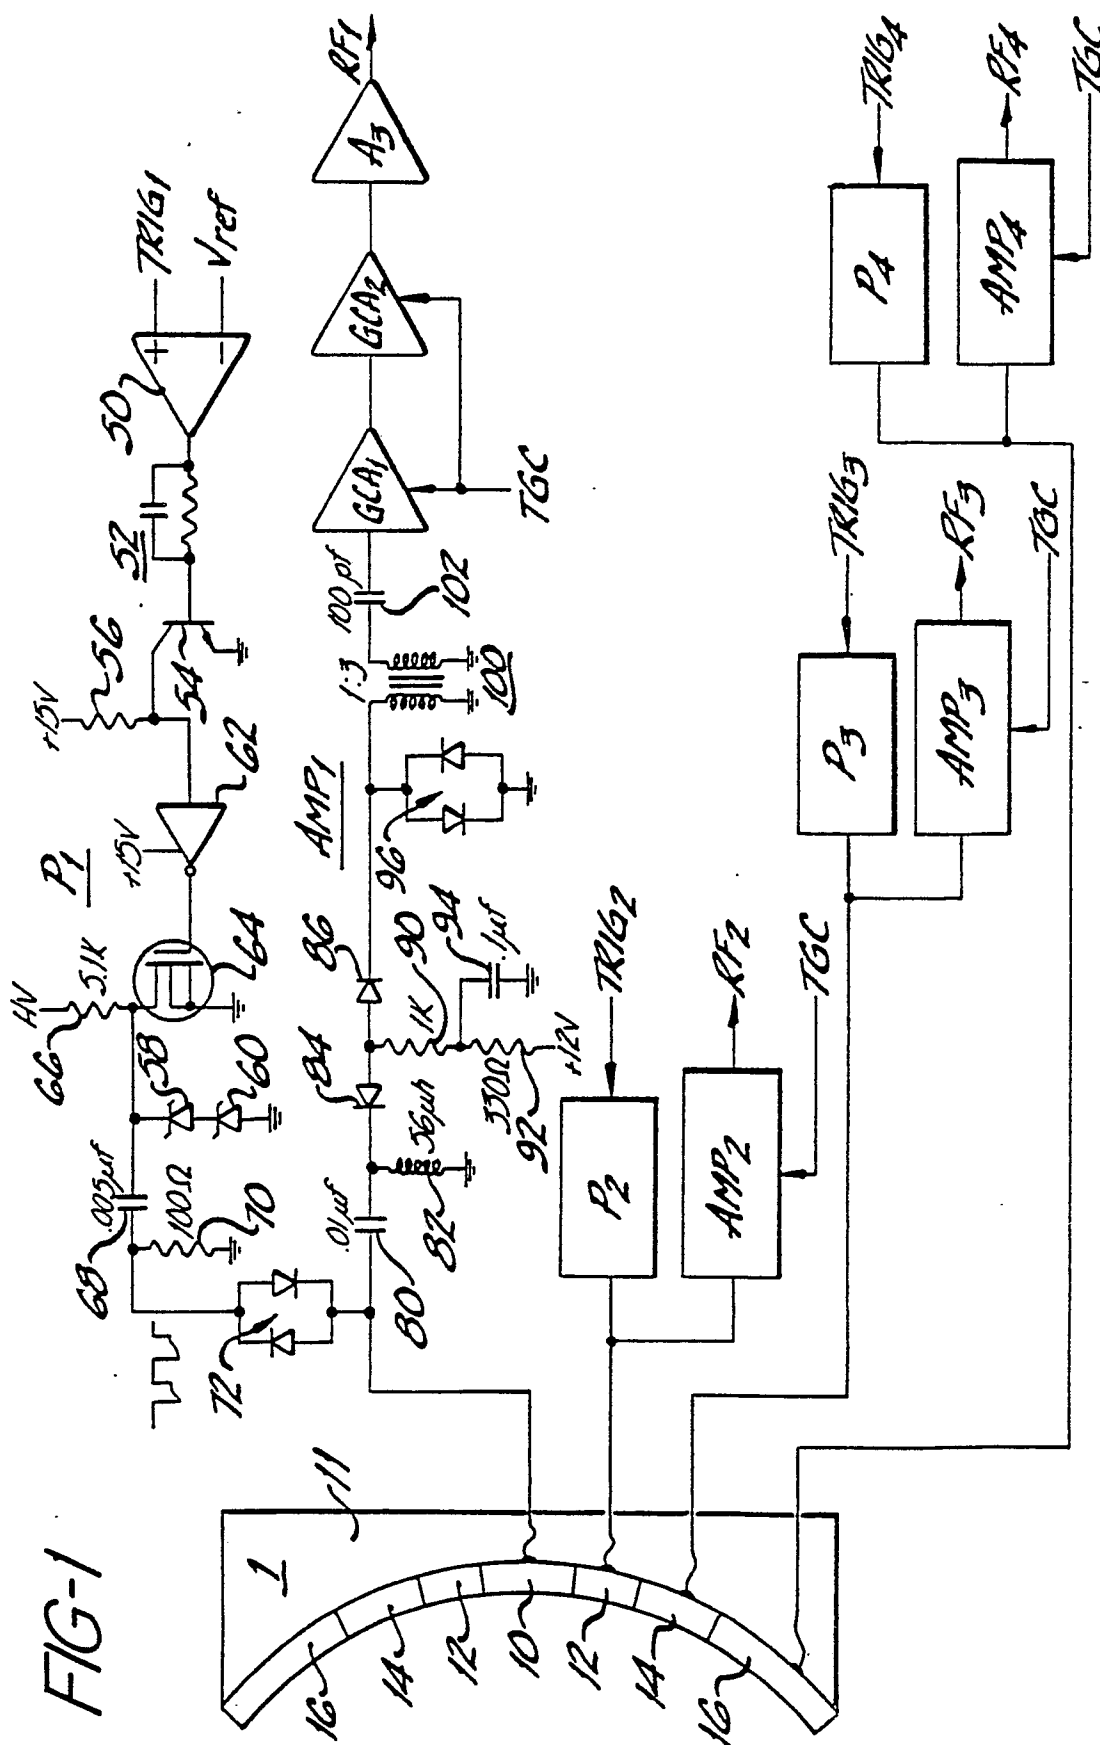 FIG-1
1
11
16
14
12
10
12
14
16
P1
HV
66
5.1K
64
+15V
62
+15V
56
54
52
50
+
-
TRIG1
Vref
58
60
68
.005µf
100Ω
70
72
AMP1
80
.01µf
82
56µh
84
86
90
1K
94
.1µf
330Ω
92
+12V
96
1:3
100
100 pf
102
GCA1
GCA2
A3
RF1
TGC
P2
TRIG2
AMP2
RF2
TGC
P3
TRIG3
AMP3
RF3
TGC
P4
TRIG4
AMP4
RF4
TGC